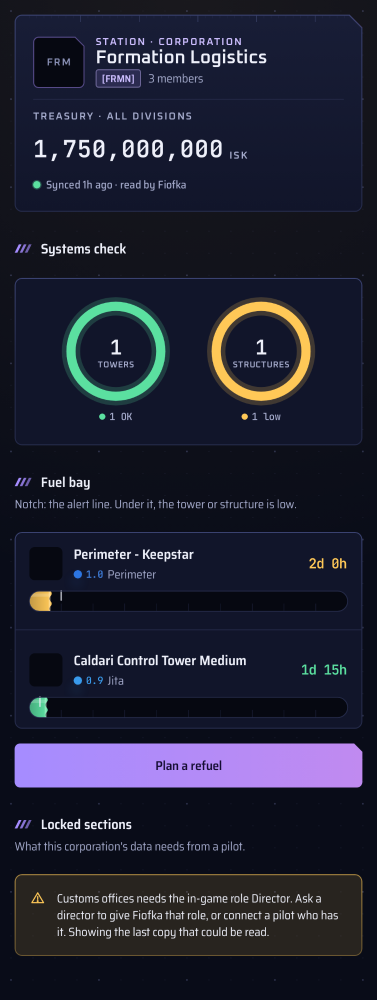 STATION · CORPORATION
FRM
Formation Logistics
[FRMN] 3 members
TREASURY · ALL DIVISIONS
1,750,000,000 ISK
Synced 1h ago · read by Fiofka
Systems check
1
TOWERS
1
STRUCTURES
1 OK
1 low
Fuel bay
Notch: the alert line. Under it, the tower or structure is low.
Perimeter - Keepstar
2d 0h
1.0 Perimeter
Caldari Control Tower Medium
1d 15h
0.9 Jita
Plan a refuel
Locked sections
What this corporation's data needs from a pilot.
Customs offices needs the in-game role Director. Ask a
director to give Fiofka that role, or connect a pilot who has
it. Showing the last copy that could be read.